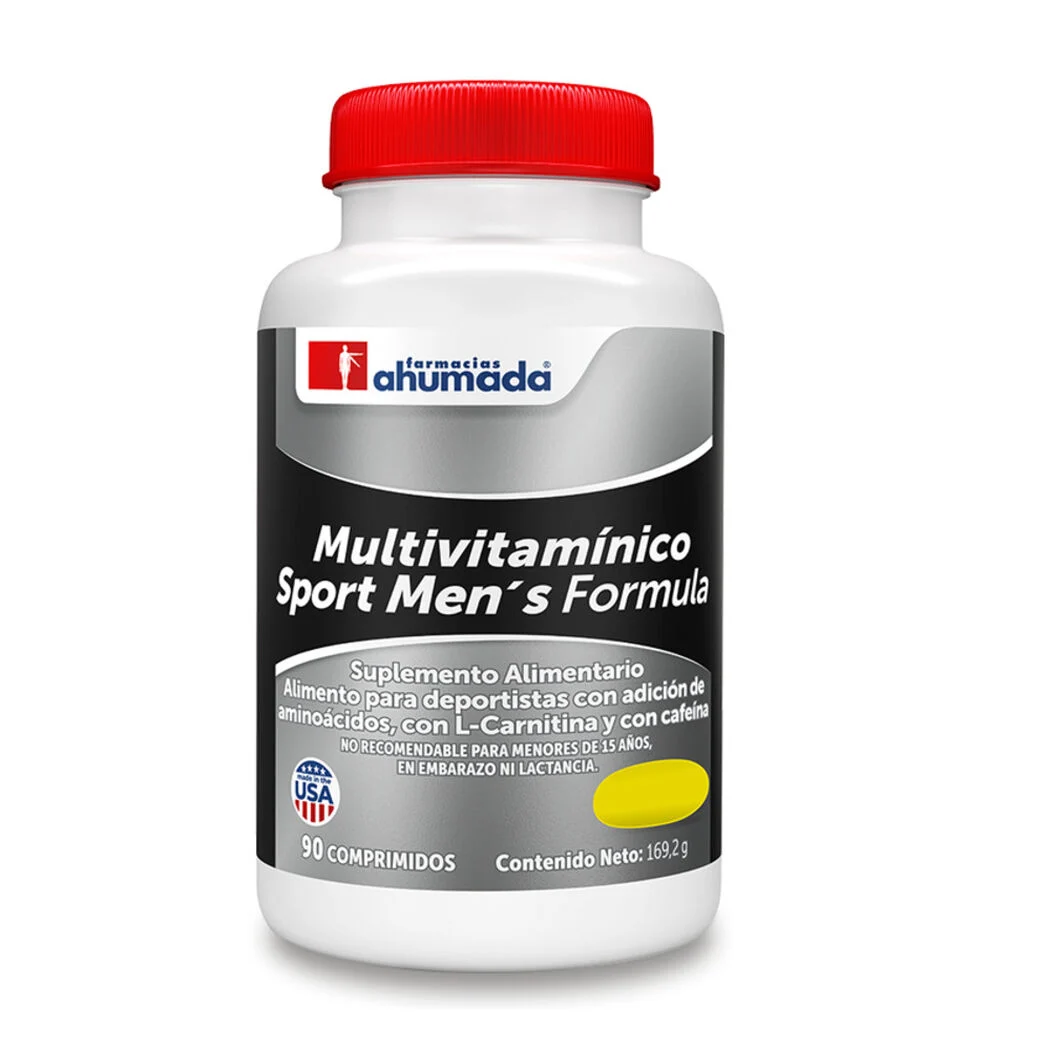 farmacias
ahumada®
Multivitamínico
Sport Men´s Formula
Suplemento Alimentario
Alimento para deportistas con adición de
aminoácidos, con L-Carnitina y con cafeína
NO RECOMENDABLE PARA MENORES DE 15 AÑOS,
EN EMBARAZO NI LACTANCIA.
made in the
USA
90 COMPRIMIDOS
Contenido Neto: 169,2 g